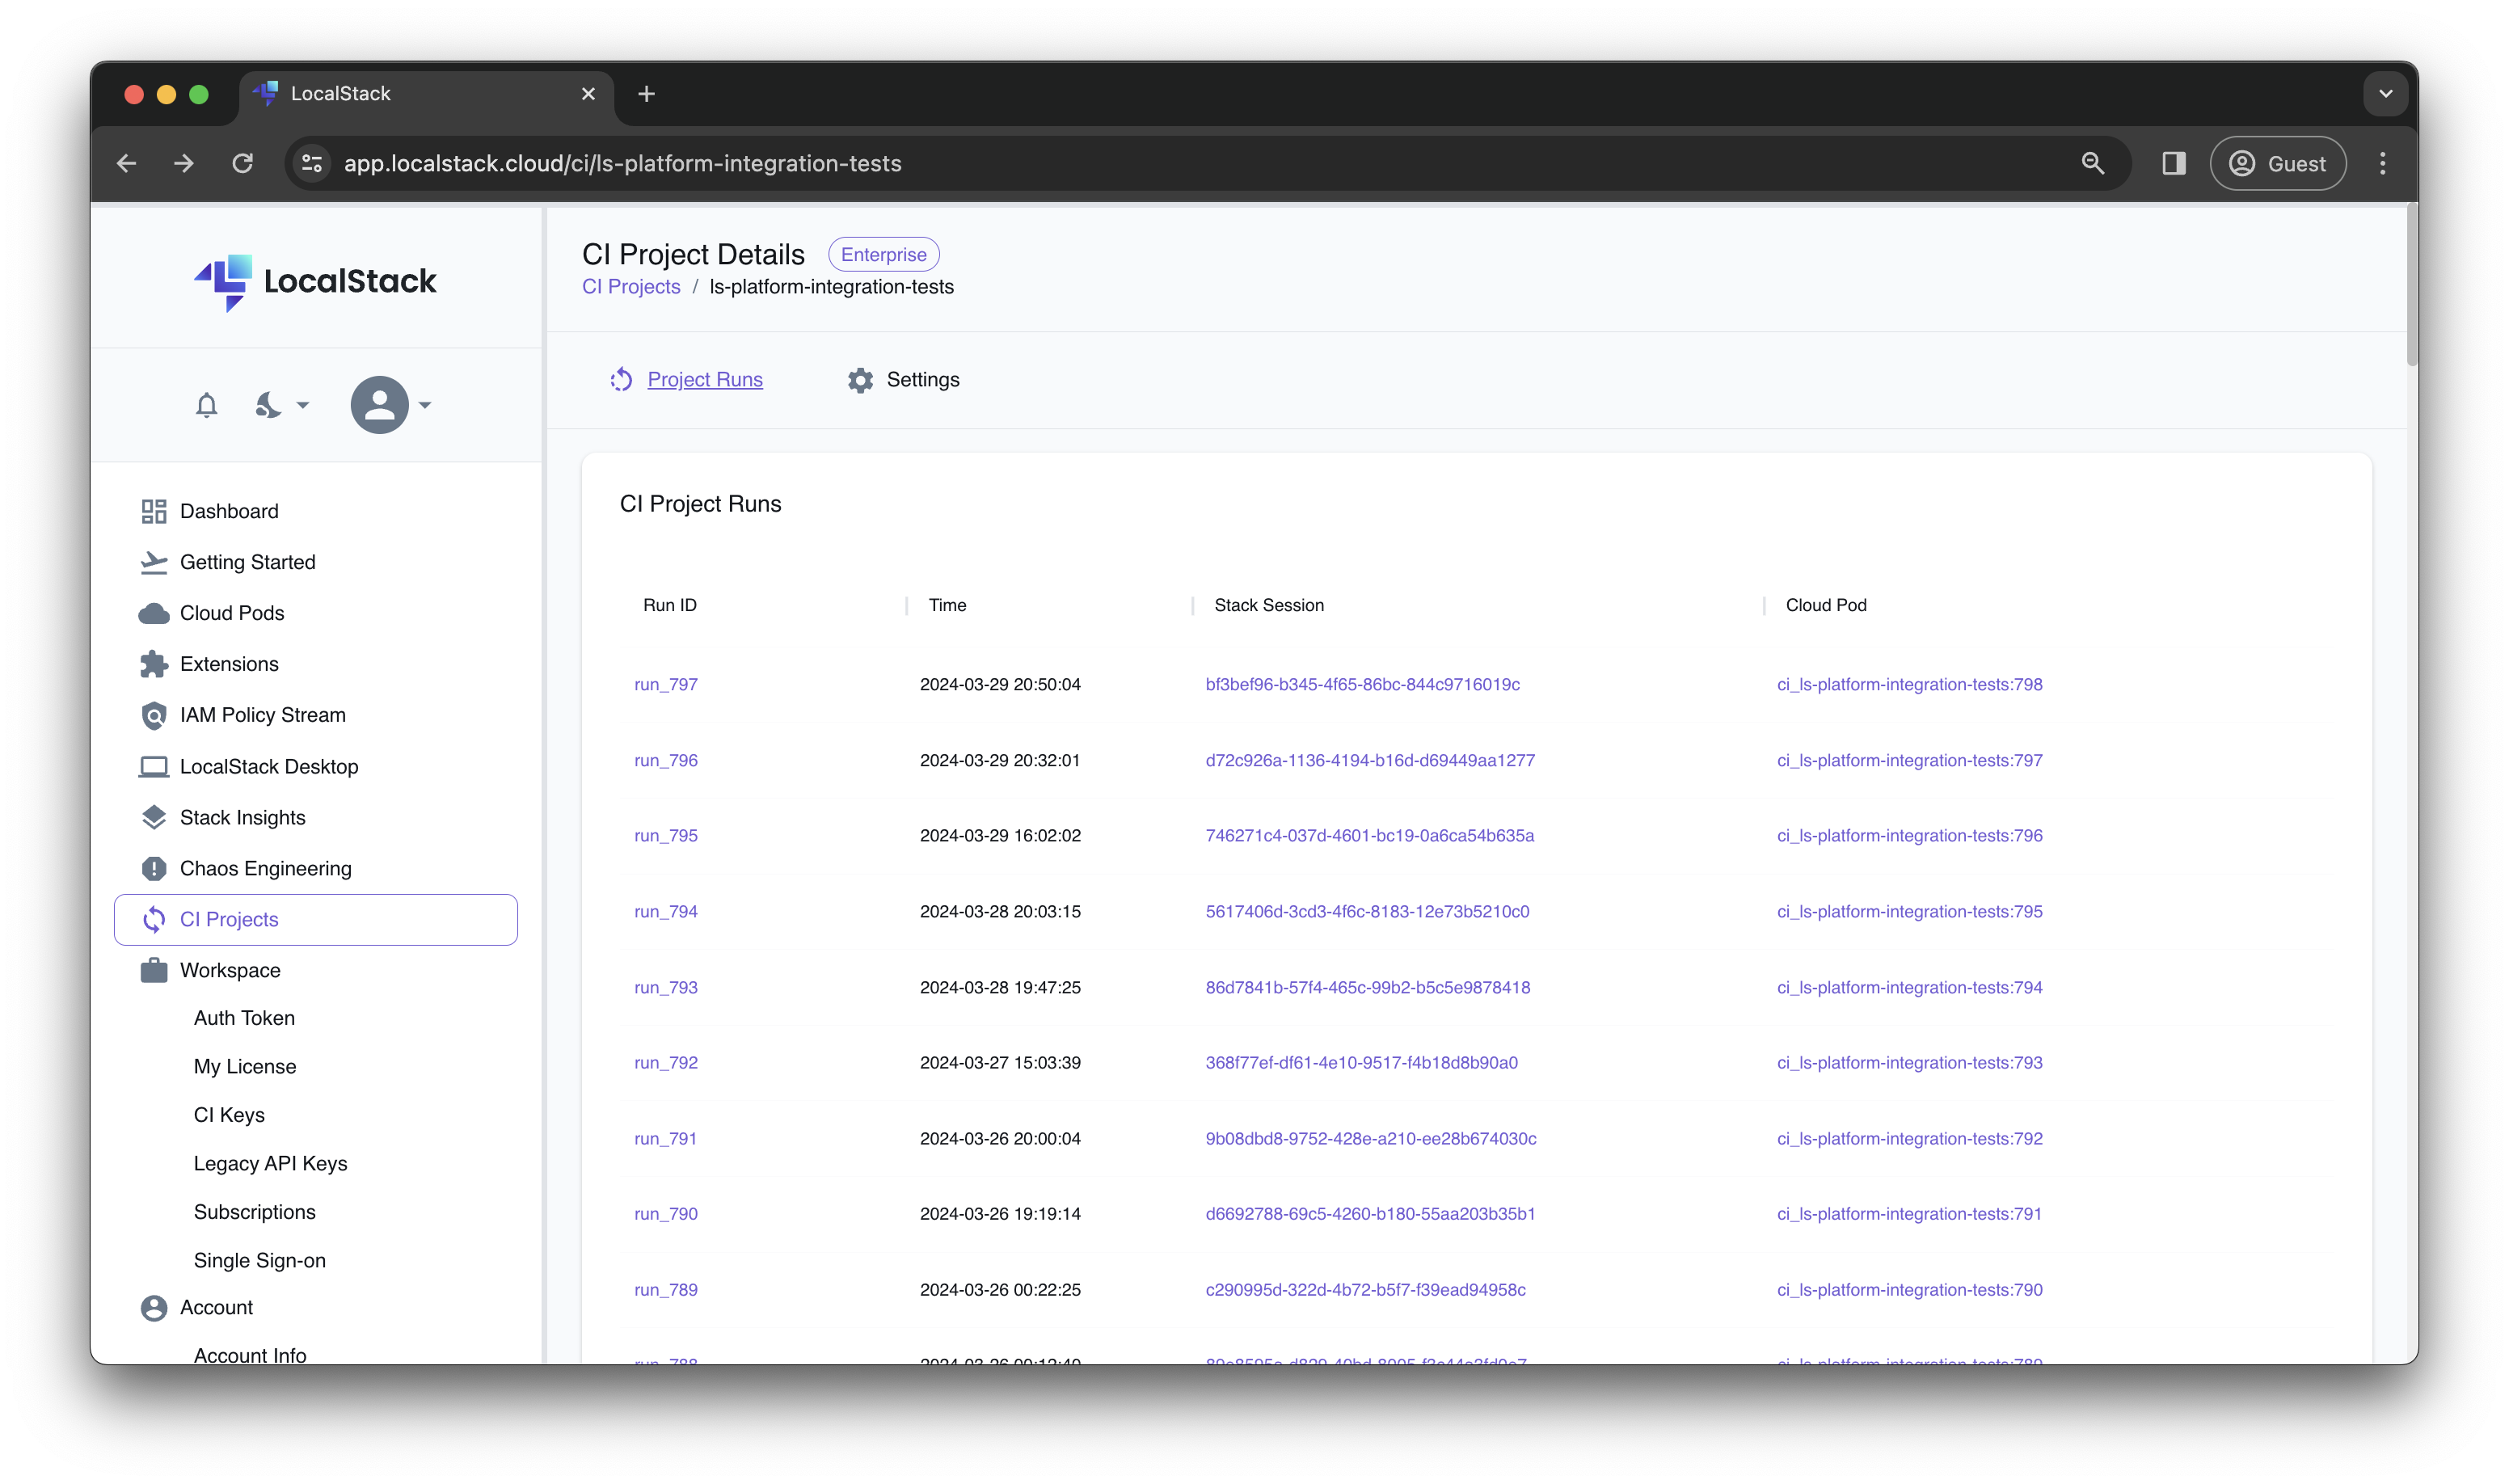 LocalStack
app.localstack.cloud/ci/ls-platform-integration-tests
Guest
LocalStack
Dashboard
Getting Started
Cloud Pods
Extensions
IAM Policy Stream
LocalStack Desktop
Stack Insights
Chaos Engineering
CI Projects
Workspace
Auth Token
My License
CI Keys
Legacy API Keys
Subscriptions
Single Sign-on
Account
Account Info
CI Project Details Enterprise
CI Projects / ls-platform-integration-tests
Project Runs Settings
CI Project Runs
Run ID Time Stack Session Cloud Pod
run_797 2024-03-29 20:50:04 bf3bef96-b345-4f65-86bc-844c9716019c ci_ls-platform-integration-tests:798
run_796 2024-03-29 20:32:01 d72c926a-1136-4194-b16d-d69449aa1277 ci_ls-platform-integration-tests:797
run_795 2024-03-29 16:02:02 746271c4-037d-4601-bc19-0a6ca54b635a ci_ls-platform-integration-tests:796
run_794 2024-03-28 20:03:15 5617406d-3cd3-4f6c-8183-12e73b5210c0 ci_ls-platform-integration-tests:795
run_793 2024-03-28 19:47:25 86d7841b-57f4-465c-99b2-b5c5e9878418 ci_ls-platform-integration-tests:794
run_792 2024-03-27 15:03:39 368f77ef-df61-4e10-9517-f4b18d8b90a0 ci_ls-platform-integration-tests:793
run_791 2024-03-26 20:00:04 9b08dbd8-9752-428e-a210-ee28b674030c ci_ls-platform-integration-tests:792
run_790 2024-03-26 19:19:14 d6692788-69c5-4260-b180-55aa203b35b1 ci_ls-platform-integration-tests:791
run_789 2024-03-26 00:22:25 c290995d-322d-4b72-b5f7-f39ead94958c ci_ls-platform-integration-tests:790
run_788 ci_ls-platform-integration-tests:789